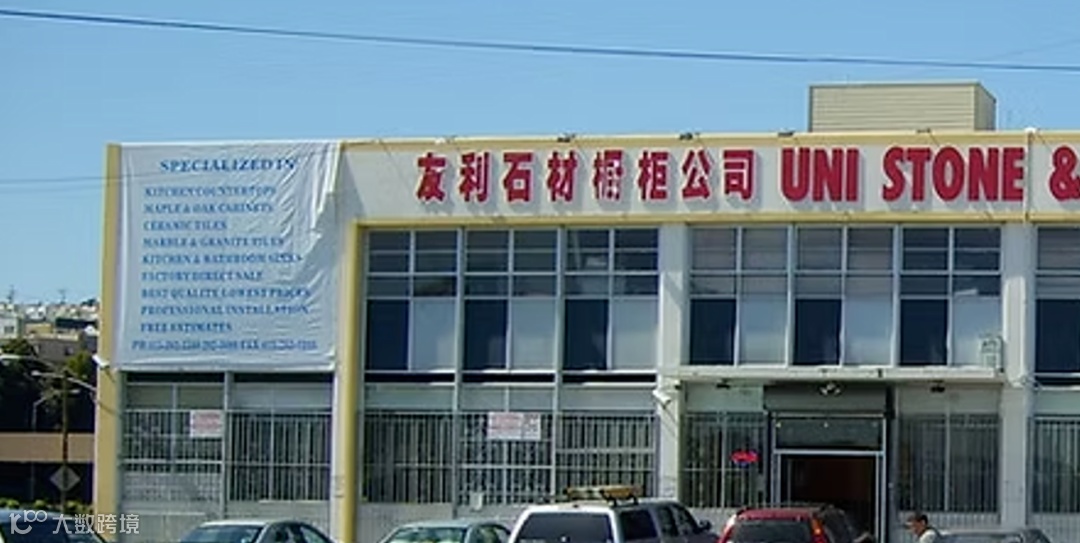 友利石材櫥柜公司 UNI STONE &
SPECIALIZED IN
KITCHEN COUNTERTOPS
MAPLE & OAK CABINETS
CERAMIC TILES
MARBLE & GRANITE TILES
KITCHEN & BATHROOM SINKS
FACTORY DIRECT SALE
BEST QUALITY, LOWEST PRICES
PROFESSIONAL INSTALLATION
FREE ESTIMATES
大数跨境